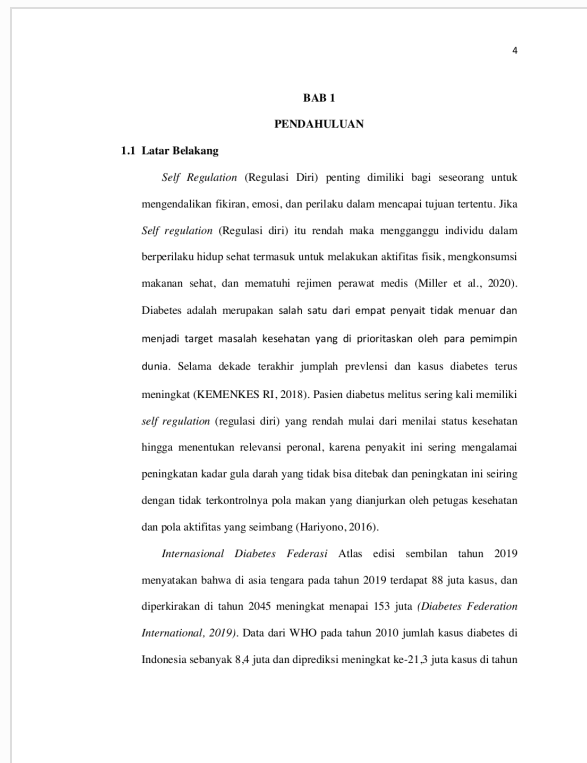 4
BAB 1
PENDAHULUAN
1.1 Latar Belakang
Self Regulation (Regulasi Diri) penting dimiliki bagi seseorang untuk
mengendalikan fikiran, emosi, dan perilaku dalam mencapai tujuan tertentu. Jika
Self regulation (Regulasi diri) itu rendah maka mengganggu individu dalam
berperilaku hidup sehat termasuk untuk melakukan aktifitas fisik, mengkonsumsi
makanan sehat, dan mematuhi rejimen perawat medis (Miller et al., 2020).
Diabetes adalah merupakan salah satu dari empat penyait tidak menuar dan
menjadi target masalah kesehatan yang di prioritaskan oleh para pemimpin
dunia. Selama dekade terakhir jumplah prevlensi dan kasus diabetes terus
meningkat (KEMENKES RI, 2018). Pasien diabetus melitus sering kali memiliki
self regulation (regulasi diri) yang rendah mulai dari menilai status kesehatan
hingga menentukan relevansi peronal, karena penyakit ini sering mengalamai
peningkatan kadar gula darah yang tidak bisa ditebak dan peningkatan ini seiring
dengan tidak terkontrolnya pola makan yang dianjurkan oleh petugas kesehatan
dan pola aktifitas yang seimbang (Hariyono, 2016).
Internasional Diabetes Federasi Atlas edisi sembilan tahun 2019
menyatakan bahwa di asia tengara pada tahun 2019 terdapat 88 juta kasus, dan
diperkirakan di tahun 2045 meningkat menapai 153 juta (Diabetes Federation
International, 2019). Data dari WHO pada tahun 2010 jumlah kasus diabetes di
Indonesia sebanyak 8,4 juta dan diprediksi meningkat ke-21,3 juta kasus di tahun